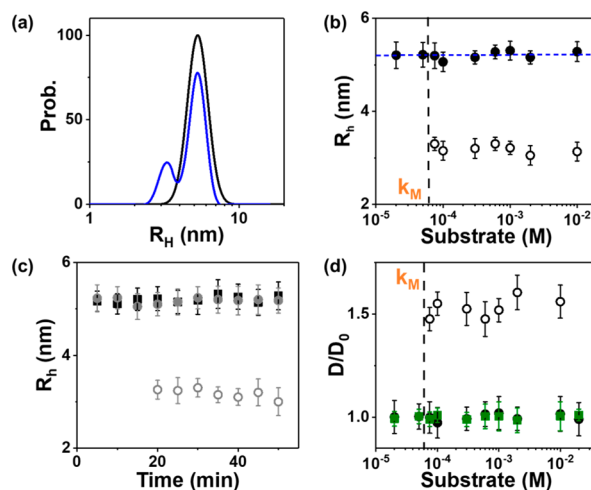 (a)
100
50
0
Prob.
1
10
R_H (nm)
(b)
6
4
2
R_h (nm)
k_M
10^-5
10^-4
10^-3
10^-2
Substrate (M)
(c)
6
4
2
R_h (nm)
20
40
Time (min)
(d)
1.5
1.0
D/D_0
k_M
10^-5
10^-4
10^-3
10^-2
Substrate (M)